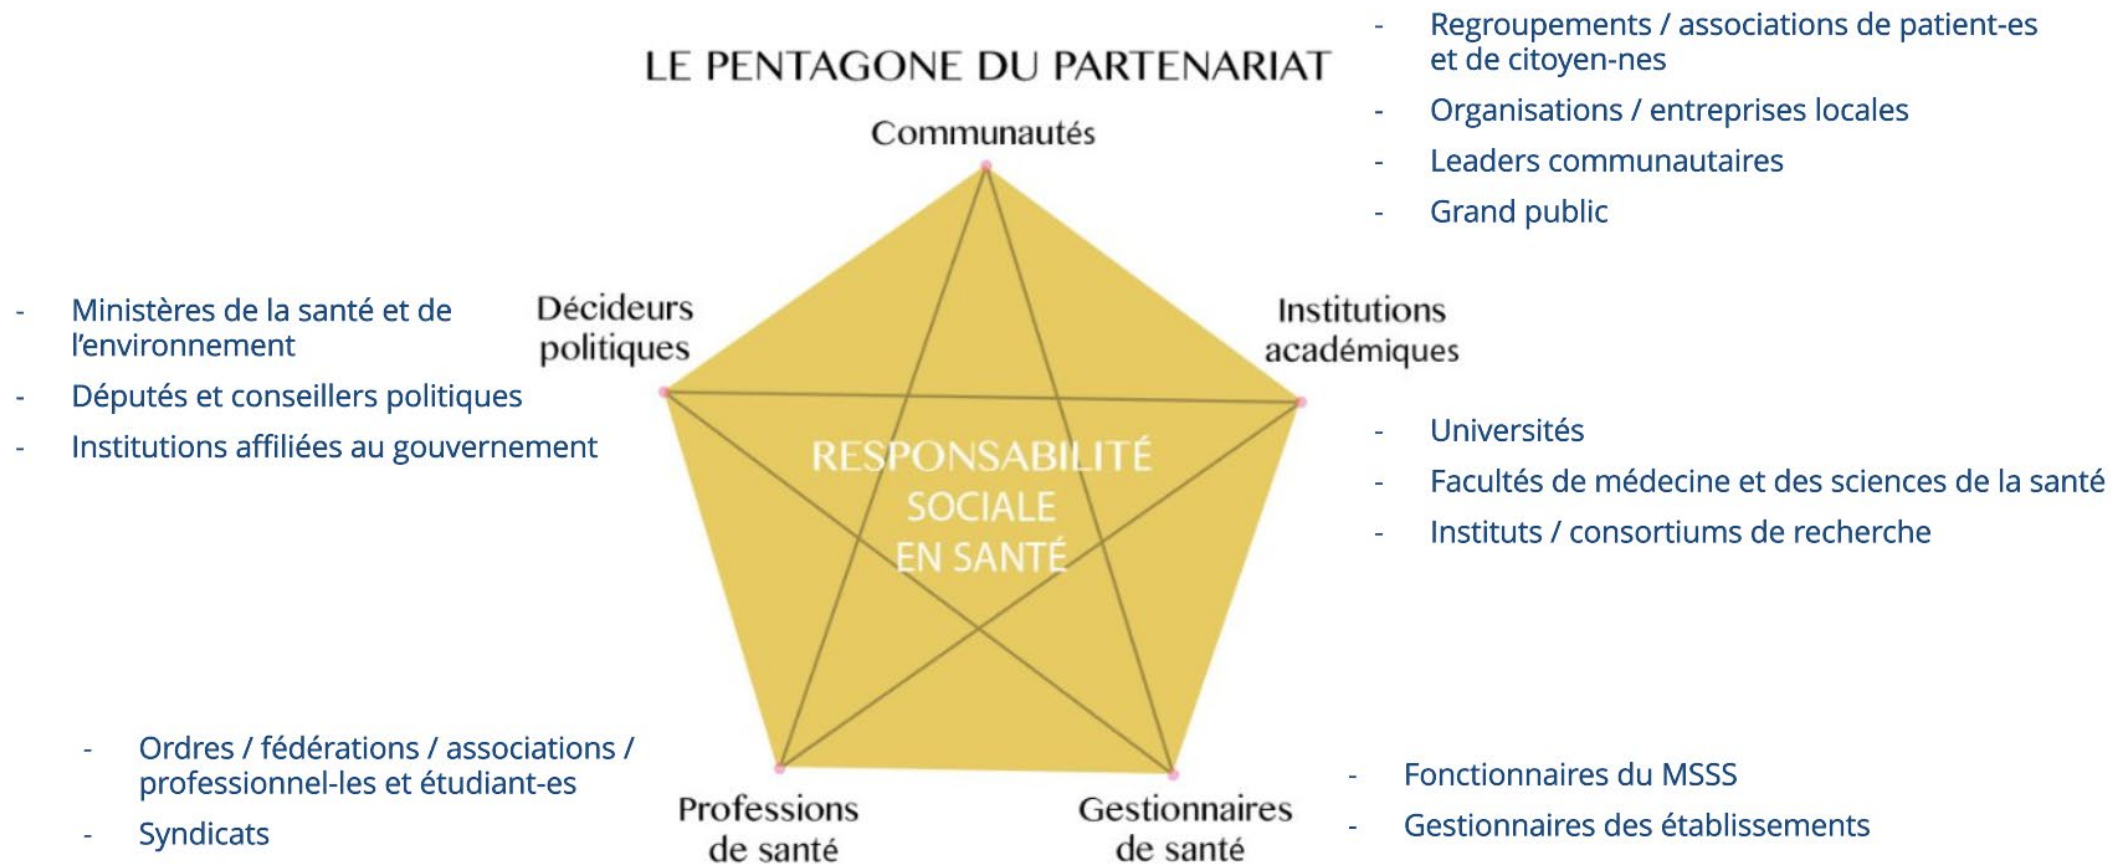 LE PENTAGONE DU PARTENARIAT
Communautés
- Regroupements / associations de patient-es
et de citoyen-nes
- Organisations / entreprises locales
- Leaders communautaires
- Grand public
Décideurs
politiques
- Ministères de la santé et de
l’environnement
- Députés et conseillers politiques
- Institutions affiliées au gouvernement
Institutions
académiques
- Universités
- Facultés de médecine et des sciences de la santé
- Instituts / consortiums de recherche
RESPONSABILITÉ
SOCIALE
EN SANTÉ
- Ordres / fédérations / associations /
professionnel-les et étudiant-es
- Syndicats
Professions
de santé
Gestionnaires
de santé
- Fonctionnaires du MSSS
- Gestionnaires des établissements